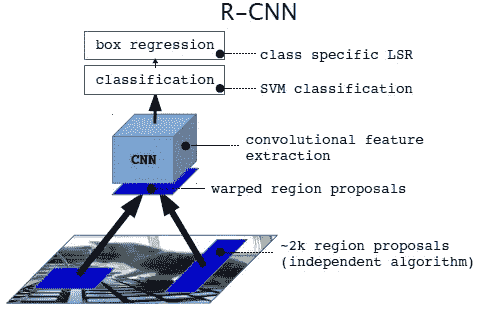 R-CNN
box regression
class specific LSR
classification
SVM classification
convolutional feature
extraction
CNN
warped region proposals
~2k region proposals
(independent algorithm)